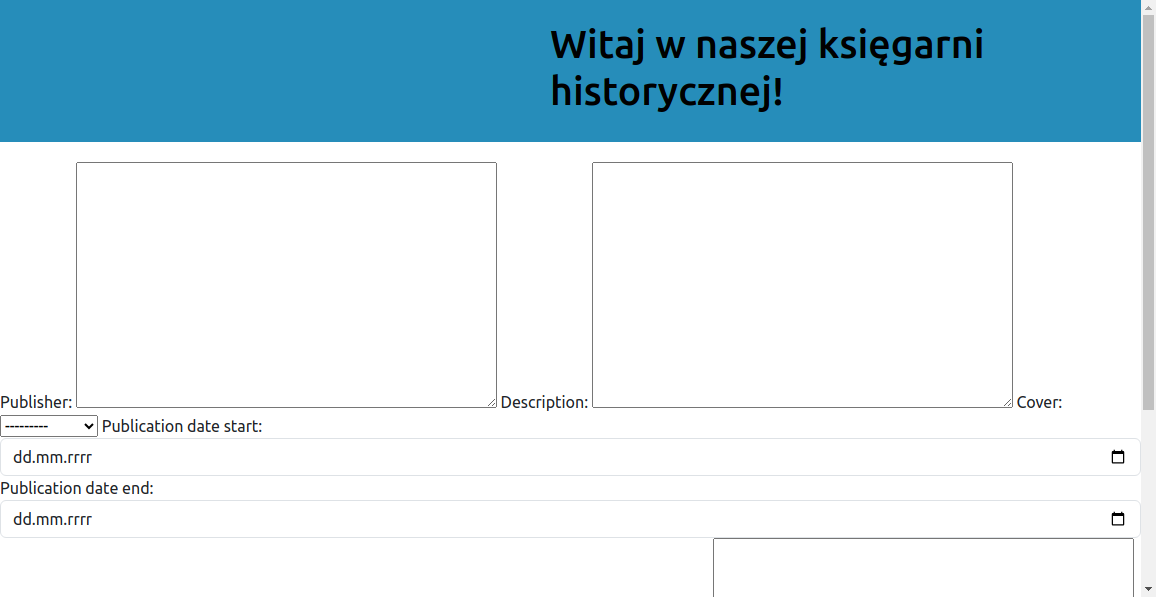 Witaj w naszej księgarni
historycznej!
Publisher: Description: Cover:
--------- Publication date start:
dd.mm.rrrr
Publication date end:
dd.mm.rrrr